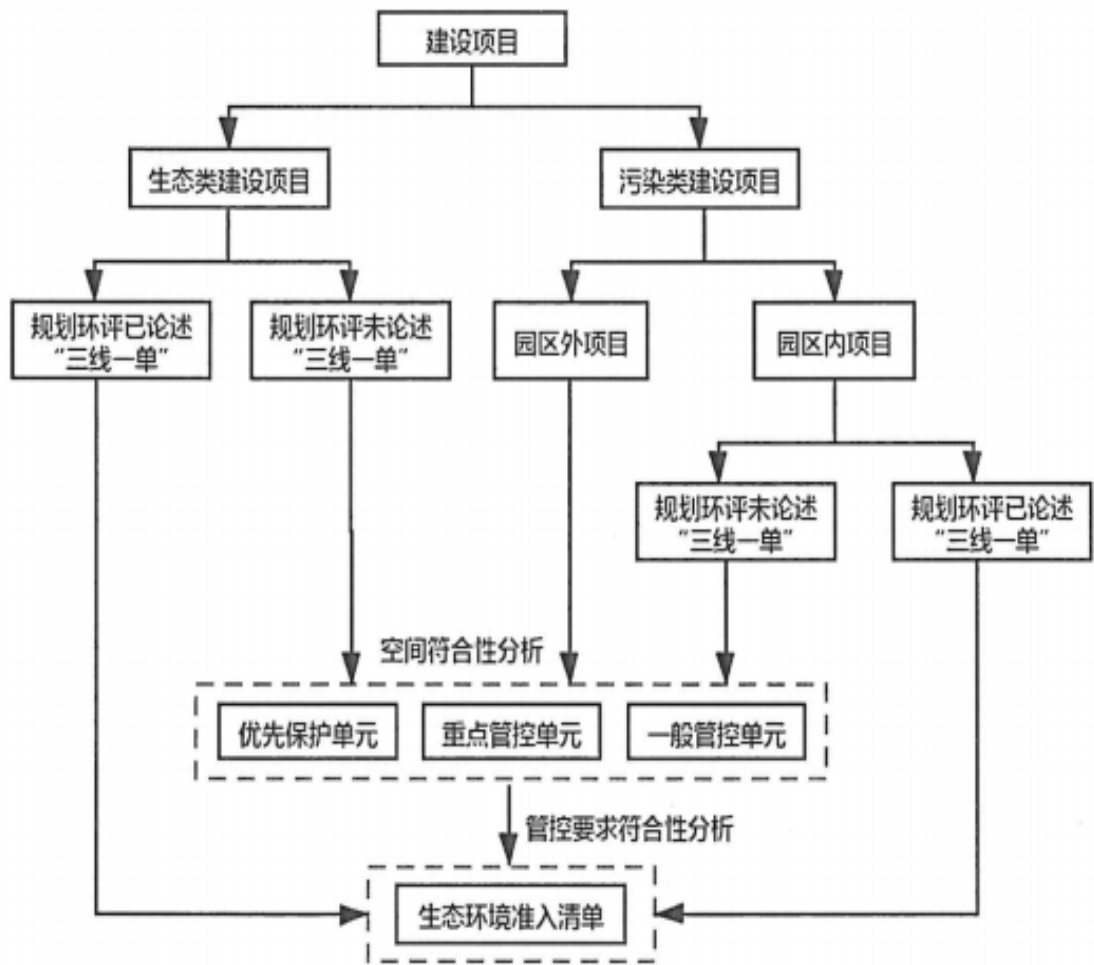 建设项目
生态类建设项目
污染类建设项目
规划环评已论述
“三线一单”
规划环评未论述
“三线一单”
园区外项目
园区内项目
规划环评未论述
“三线一单”
规划环评已论述
“三线一单”
空间符合性分析
优先保护单元
重点管控单元
一般管控单元
管控要求符合性分析
生态环境准入清单